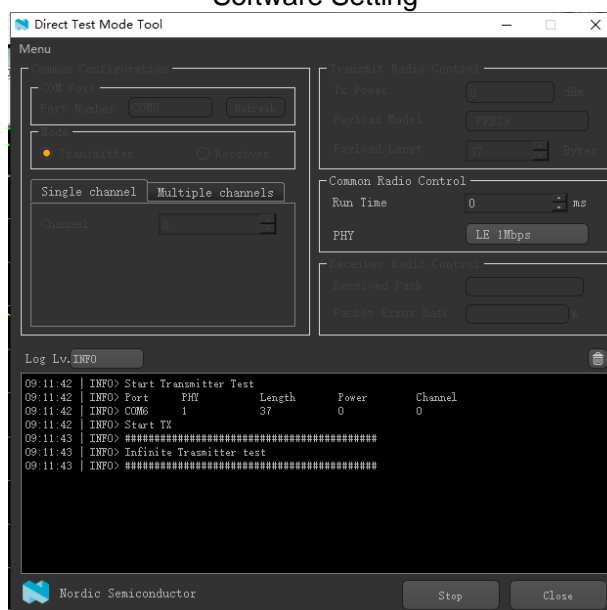 Software Setting
Direct Test Mode Tool
Menu
Common Configuration
COM Port
Port Number COM6 Refresh
Mode
Transmitter Receiver
Single channel Multiple channels
Channel 0
Transmit Radio Control
Tx Power 0 dBm
Payload Model PRBS9
Payload Lengt 37 Bytes
Common Radio Control
Run Time 0 ms
PHY LE 1Mbps
Receiver Radio Control
Received Pack
Packet Error Rate %
Log Lv. INFO
09:11:42 | INFO> Start Transmitter Test
09:11:42 | INFO> Port PHY Length Power Channel
09:11:42 | INFO> COM6 1 37 0 0
09:11:42 | INFO> Start TX
09:11:43 | INFO> ########################################
09:11:43 | INFO> Infinite Trasmitter test
09:11:43 | INFO> ########################################
Nordic Semiconductor Stop Close